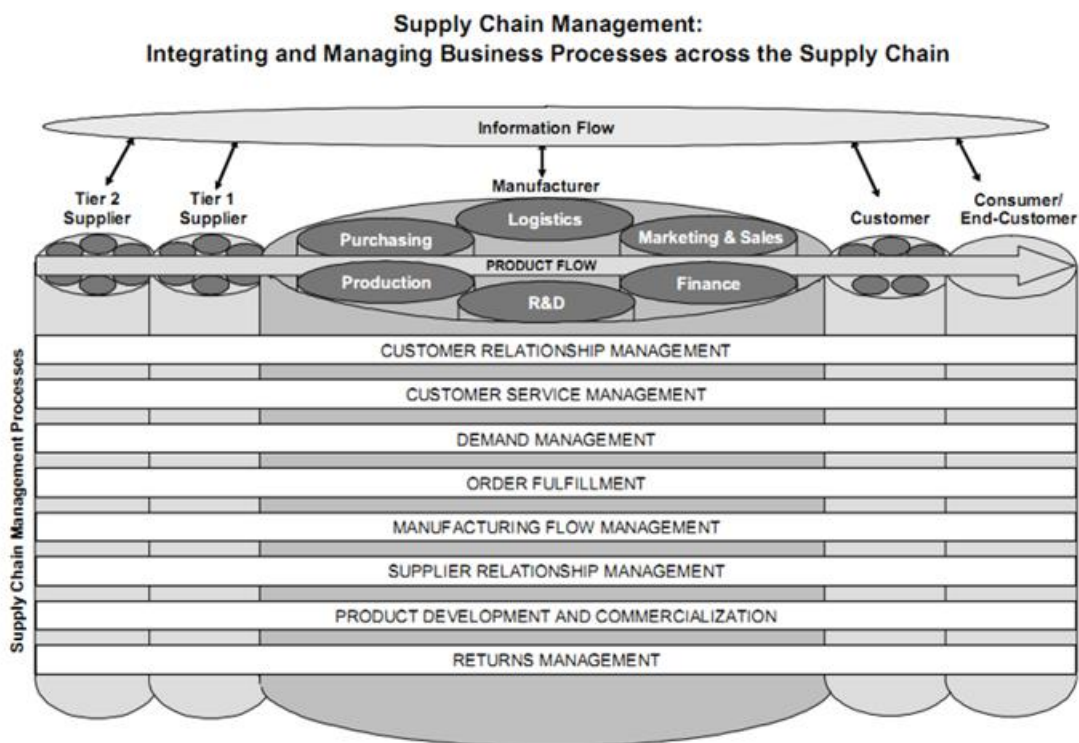 Supply Chain Management:
Integrating and Managing Business Processes across the Supply Chain
Information Flow
Tier 2
Supplier
Tier 1
Supplier
Manufacturer
Customer
Consumer/
End-Customer
Logistics
Purchasing
Marketing & Sales
PRODUCT FLOW
Production
R&D
Finance
Supply Chain Management Processes
CUSTOMER RELATIONSHIP MANAGEMENT
CUSTOMER SERVICE MANAGEMENT
DEMAND MANAGEMENT
ORDER FULFILLMENT
MANUFACTURING FLOW MANAGEMENT
SUPPLIER RELATIONSHIP MANAGEMENT
PRODUCT DEVELOPMENT AND COMMERCIALIZATION
RETURNS MANAGEMENT